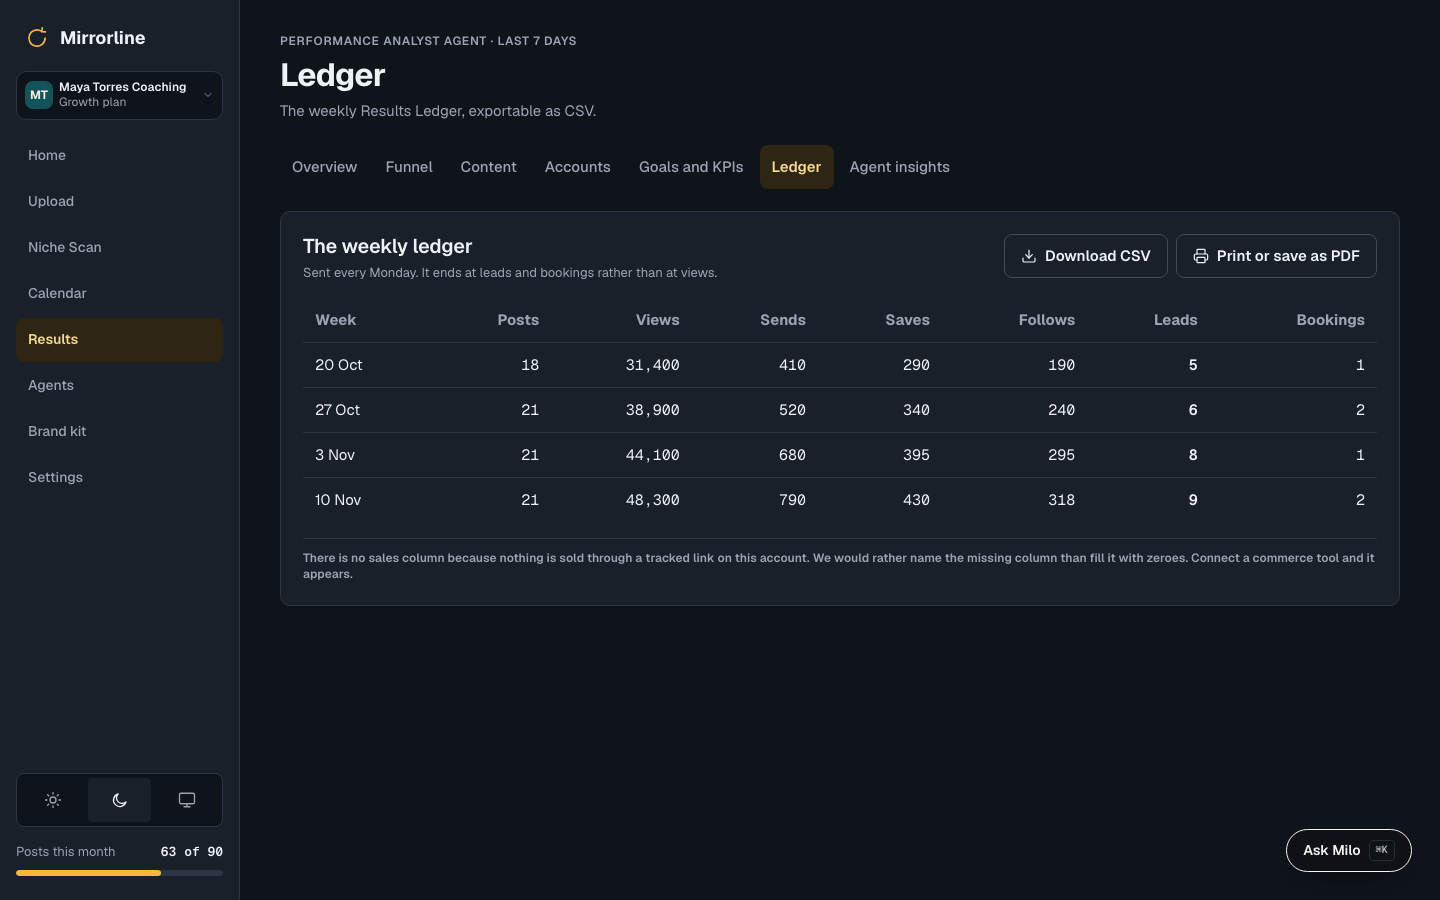 Mirrorline
MT
Maya Torres Coaching
Growth plan
Home
Upload
Niche Scan
Calendar
Results
Agents
Brand kit
Settings
Posts this month 63 of 90
PERFORMANCE ANALYST AGENT · LAST 7 DAYS
Ledger
The weekly Results Ledger, exportable as CSV.
Overview Funnel Content Accounts Goals and KPIs Ledger Agent insights
The weekly ledger
Sent every Monday. It ends at leads and bookings rather than at views.
Download CSV Print or save as PDF
Week Posts Views Sends Saves Follows Leads Bookings
20 Oct 18 31,400 410 290 190 5 1
27 Oct 21 38,900 520 340 240 6 2
3 Nov 21 44,100 680 395 295 8 1
10 Nov 21 48,300 790 430 318 9 2
There is no sales column because nothing is sold through a tracked link on this account. We would rather name the missing column than fill it with zeroes. Connect a commerce tool and it
appears.
Ask Milo ⌘K